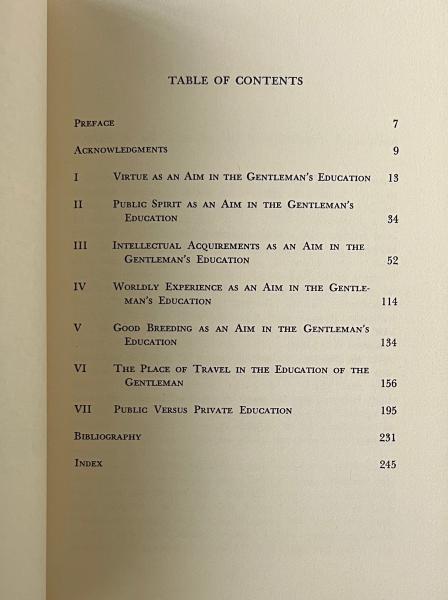 TABLE OF CONTENTS
PREFACE 7
ACKNOWLEDGMENTS 9
I VIRTUE AS AN AIM IN THE GENTLEMAN'S EDUCATION 13
II PUBLIC SPIRIT AS AN AIM IN THE GENTLEMAN'S
EDUCATION 34
III INTELLECTUAL ACQUIREMENTS AS AN AIM IN THE
GENTLEMAN'S EDUCATION 52
IV WORLDLY EXPERIENCE AS AN AIM IN THE GENTLE-
MAN'S EDUCATION 114
V GOOD BREEDING AS AN AIM IN THE GENTLEMAN'S
EDUCATION 134
VI THE PLACE OF TRAVEL IN THE EDUCATION OF THE
GENTLEMAN 156
VII PUBLIC VERSUS PRIVATE EDUCATION 195
BIBLIOGRAPHY 231
INDEX 245